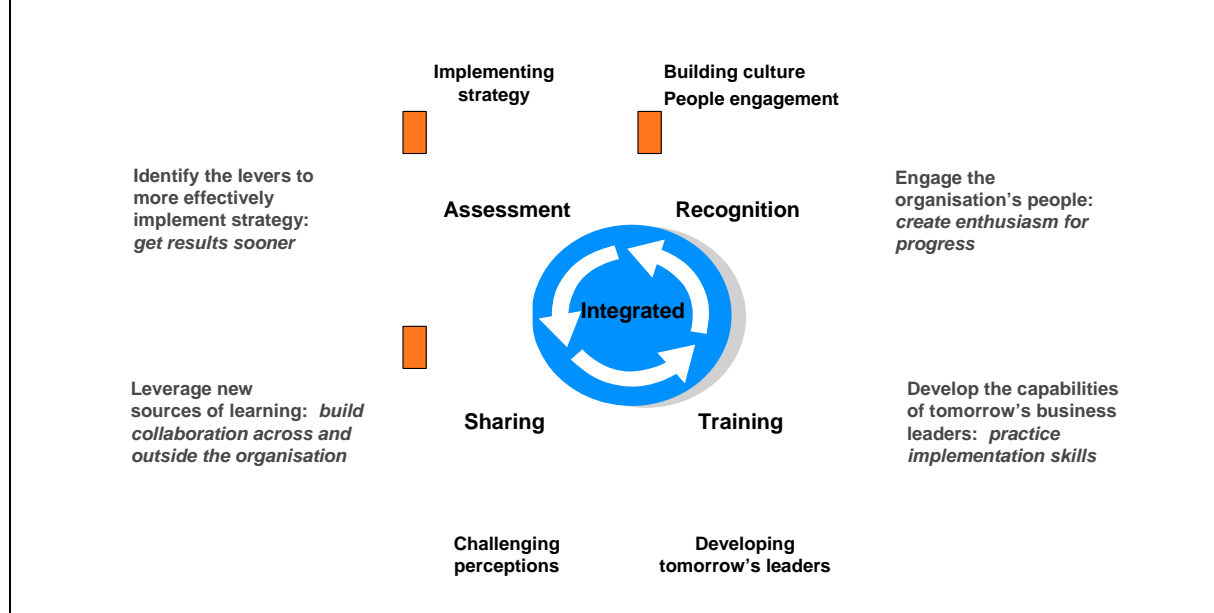 Implementing
strategy
Building culture
People engagement
Identify the levers to
more effectively
implement strategy:
get results sooner
Assessment
Recognition
Engage the
organisation’s people:
create enthusiasm for
progress
Integrated
Leverage new
sources of learning:  build
collaboration across and
outside the organisation
Sharing
Training
Develop the capabilities
of tomorrow’s business
leaders:  practice
implementation skills
Challenging
perceptions
Developing
tomorrow’s leaders